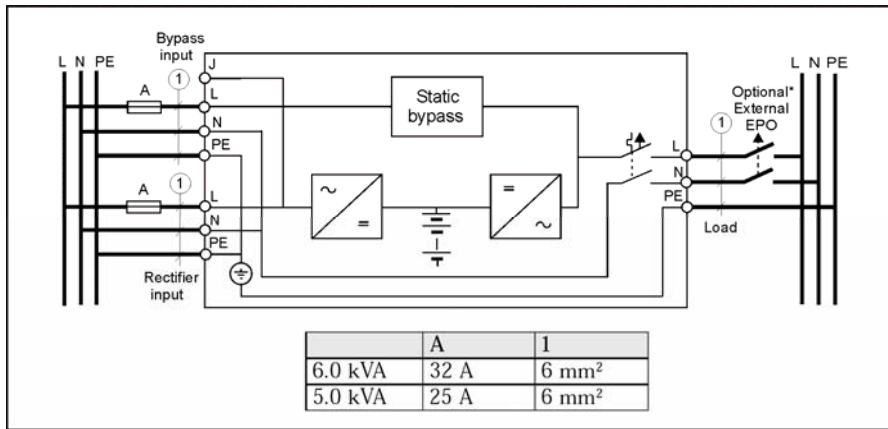 Bypass
input
L N PE
J
A
1
L
N
PE
A
1
L
N
PE
Rectifier
input
Static
bypass
~
=
=
~
L
N
PE
1
Load
Optional*
External
EPO
L N PE
A 1
6.0 kVA 32 A 6 mm²
5.0 kVA 25 A 6 mm²